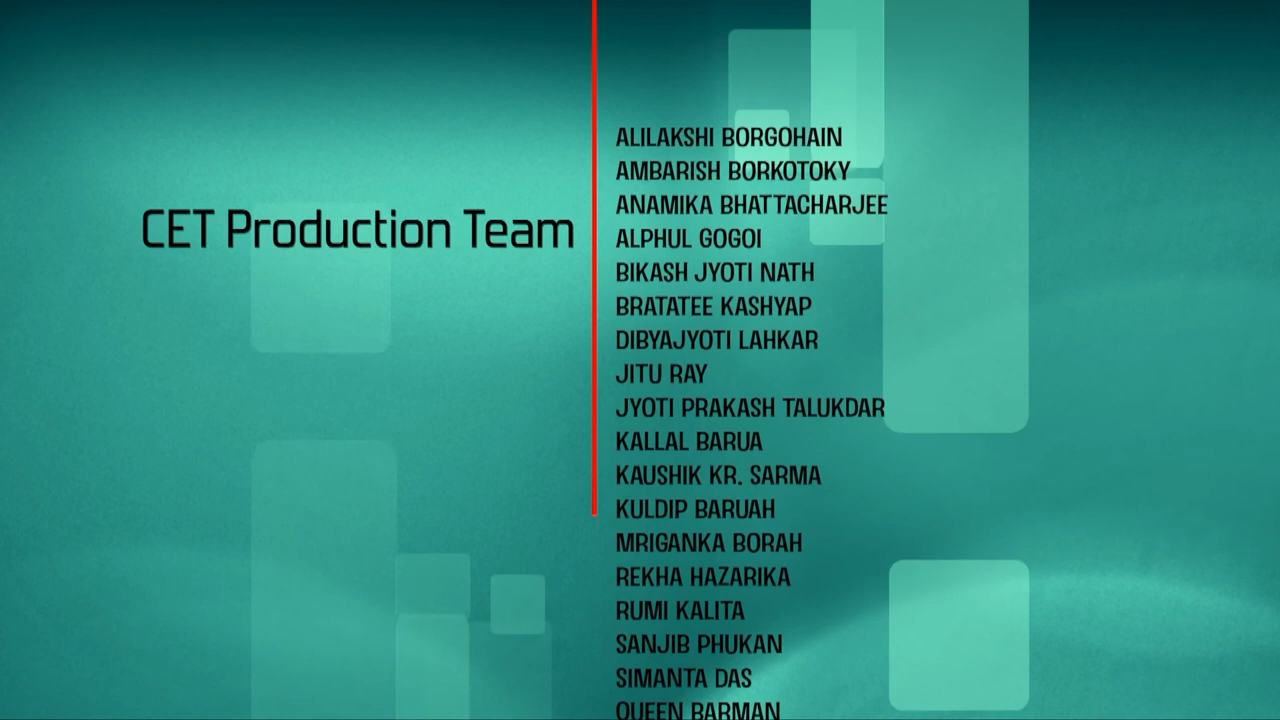 CET Production Team
ALILAKSHI BORGOHAIN
AMBARISH BORKOTOKY
ANAMIKA BHATTACHARJEE
ALPHUL GOGOI
BIKASH JYOTI NATH
BRATATEE KASHYAP
DIBYAJYOTI LAHKAR
JITU RAY
JYOTI PRAKASH TALUKDAR
KALLAL BARUA
KAUSHIK KR. SARMA
KULDIP BARUAH
MRIGANKA BORAH
REKHA HAZARIKA
RUMI KALITA
SANJIB PHUKAN
SIMANTA DAS
QUEEN BARMAN